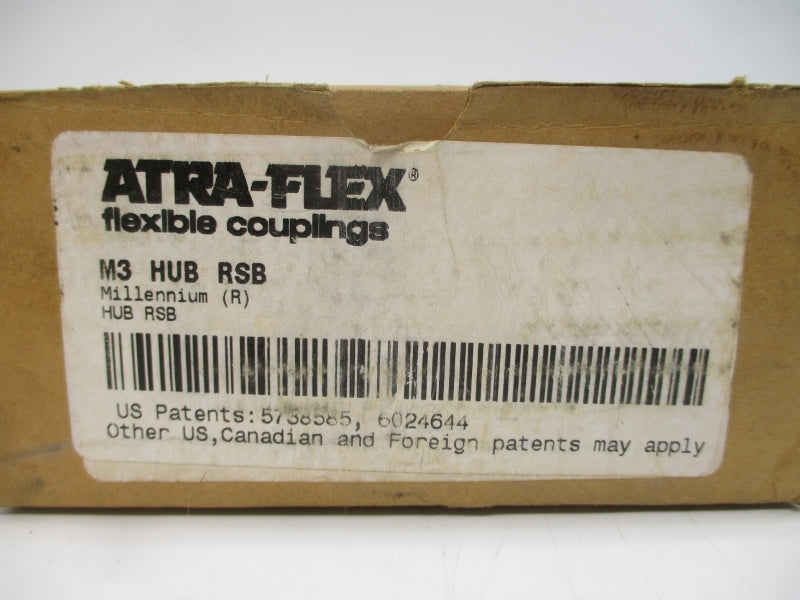 ATRA-FLEX®
flexible couplings
M3 HUB RSB
Millennium (R)
HUB RSB
US Patents: 5738585, 6024644
Other US,Canadian and Foreign patents may apply